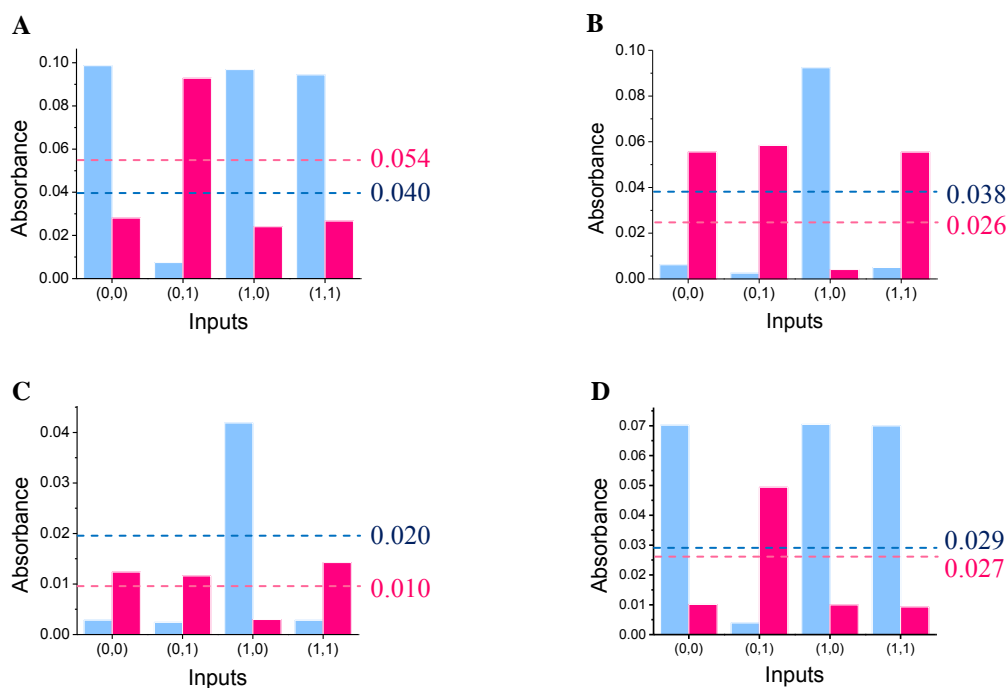 A
Absorbance
0.10
0.08
0.06
0.04
0.02
0.00
0.054
0.040
(0,0) (0,1) (1,0) (1,1)
Inputs
B
Absorbance
0.10
0.08
0.06
0.04
0.02
0.00
0.038
0.026
(0,0) (0,1) (1,0) (1,1)
Inputs
C
Absorbance
0.04
0.03
0.02
0.01
0.00
0.020
0.010
(0,0) (0,1) (1,0) (1,1)
Inputs
D
Absorbance
0.07
0.06
0.05
0.04
0.03
0.02
0.01
0.00
0.029
0.027
(0,0) (0,1) (1,0) (1,1)
Inputs